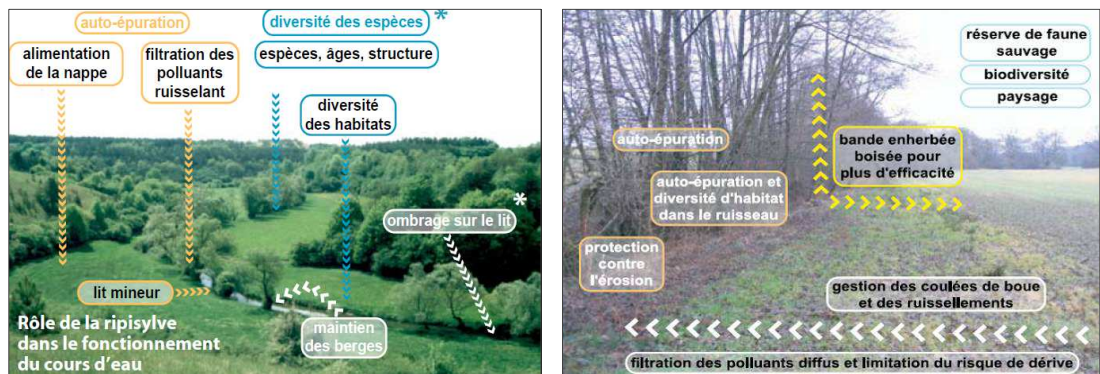 auto-épuration
alimentation
de la nappe
filtration des
polluants
ruisselant
diversité des espèces *
espèces, âges, structure
diversité
des habitats
ombrage sur le lit *
lit mineur
maintien
des berges
Rôle de la ripisylve
dans le fonctionnement
du cours d'eau
réserve de faune
sauvage
biodiversité
paysage
auto-épuration
bande enherbée
boisée pour
plus d'efficacité
auto-épuration et
diversité d'habitat
dans le ruisseau
protection
contre
l'érosion
gestion des coulées de boue
et des ruissellements
filtration des polluants diffus et limitation du risque de dérive